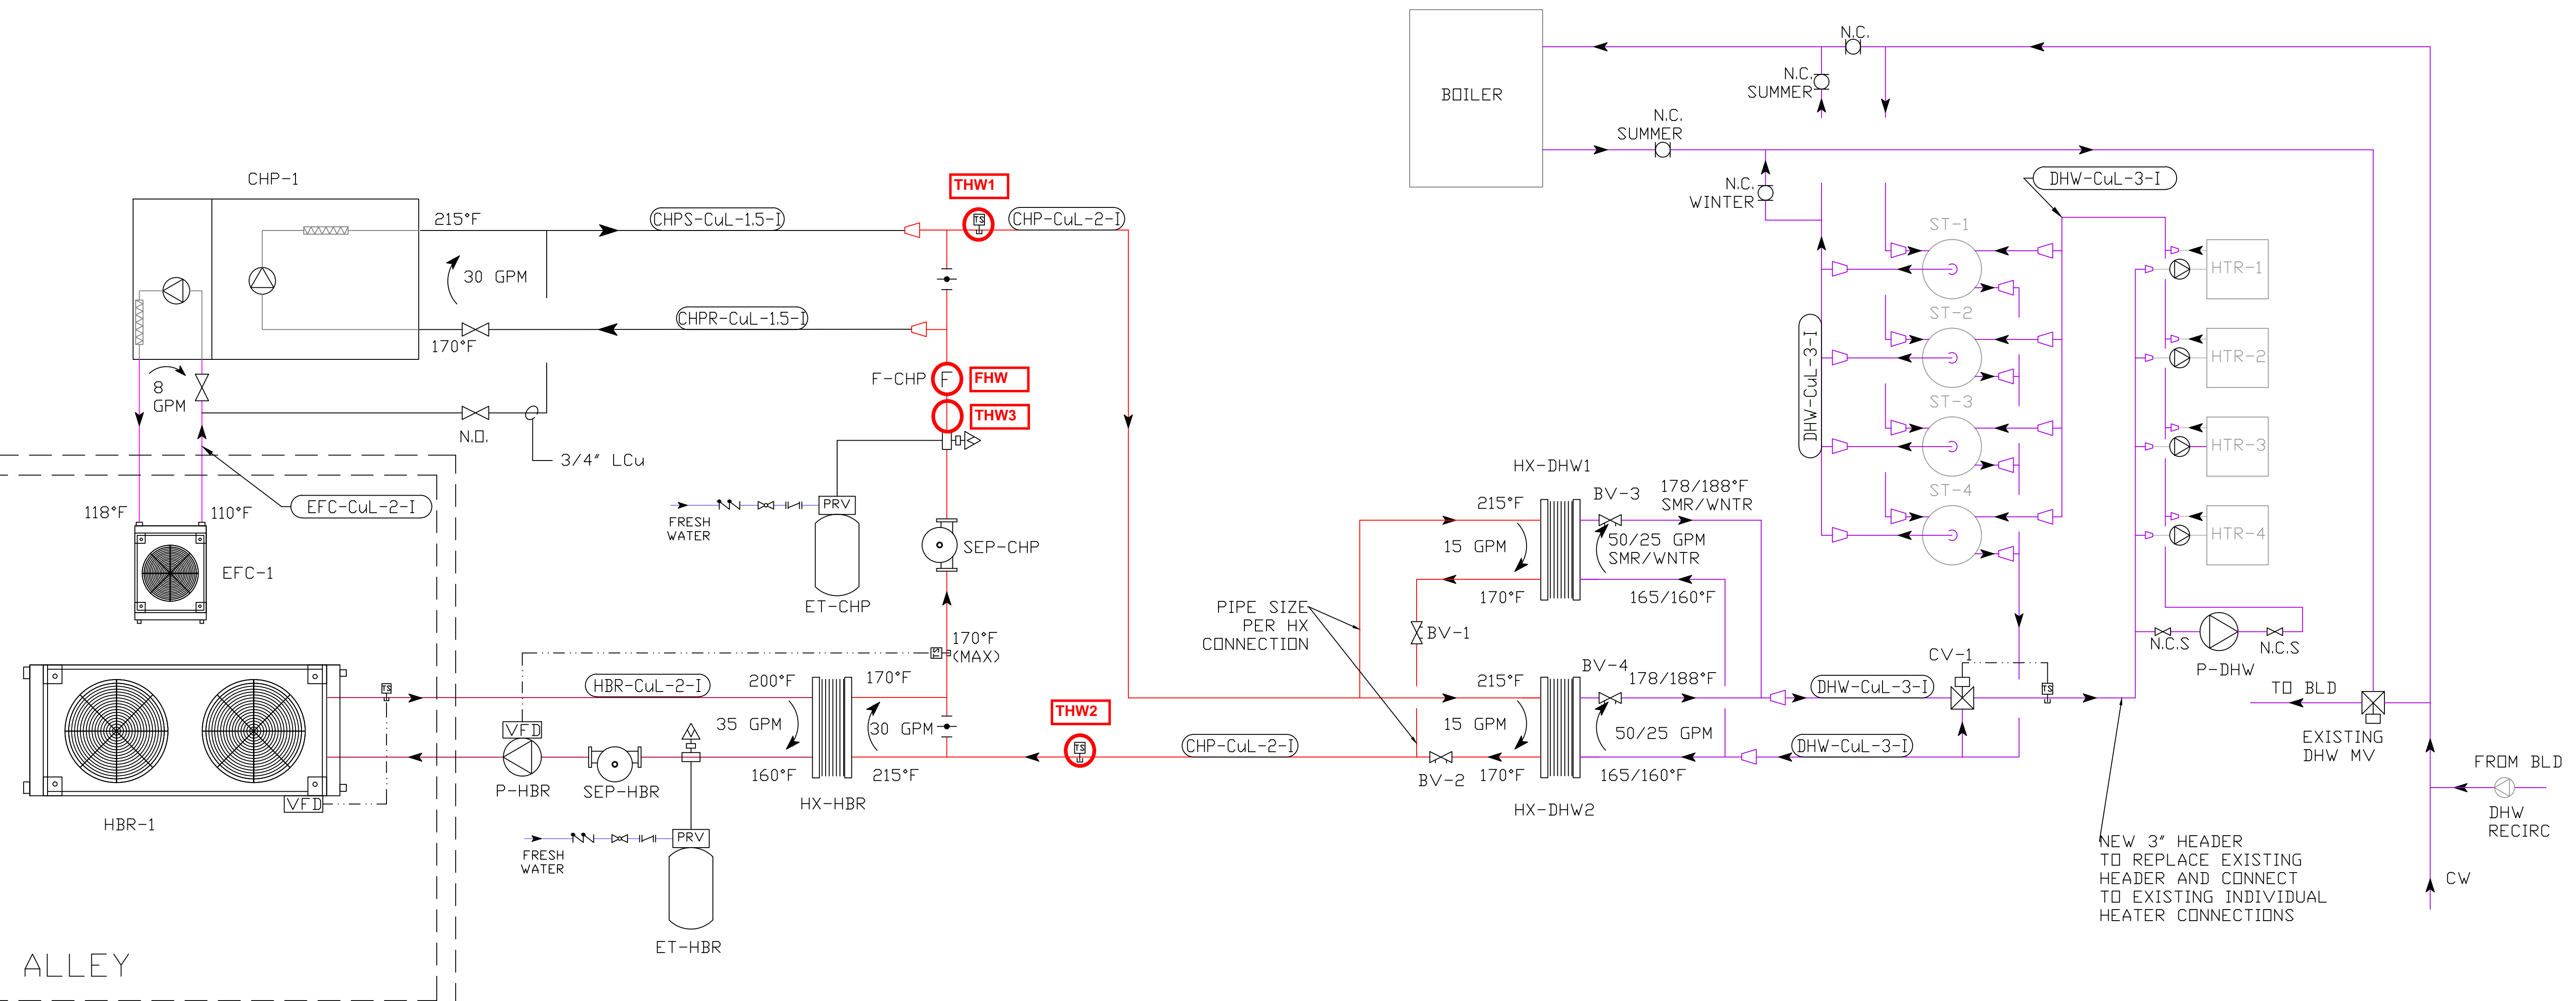 CHP-1
215°F
30 GPM
170°F
8
GPM
N.O.
3/4" LCu
118°F
110°F
EFC-CuL-2-I
EFC-1
CHPS-CuL-1.5-I
CHPR-CuL-1.5-I
THW1
TS
CHP-CuL-2-I
F-CHP
F
FHW
THW3
FRESH
WATER
PRV
ET-CHP
SEP-CHP
170°F
(MAX)
TS
HBR-CuL-2-I
TS
200°F
170°F
35 GPM
30 GPM
160°F
215°F
HX-HBR
VFD
P-HBR
SEP-HBR
VFD
HBR-1
FRESH
WATER
PRV
ET-HBR
ALLEY
THW2
TS
CHP-CuL-2-I
BOILER
N.C.
N.C.
SUMMER
N.C.
SUMMER
N.C.
WINTER
DHW-CuL-3-I
DHW-CuL-3-I
ST-1
ST-2
ST-3
ST-4
HTR-1
HTR-2
HTR-3
HTR-4
HX-DHW1
215°F
BV-3
178/188°F
SMR/WNTR
15 GPM
50/25 GPM
SMR/WNTR
170°F
165/160°F
PIPE SIZE
PER HX
CONNECTION
BV-1
BV-4
178/188°F
215°F
15 GPM
50/25 GPM
BV-2
170°F
165/160°F
HX-DHW2
DHW-CuL-3-I
DHW-CuL-3-I
CV-1
TS
N.C.S
N.C.S
P-DHW
TO BLD
EXISTING
DHW MV
FROM BLD
DHW
RECIRC
CW
NEW 3" HEADER
TO REPLACE EXISTING
HEADER AND CONNECT
TO EXISTING INDIVIDUAL
HEATER CONNECTIONS